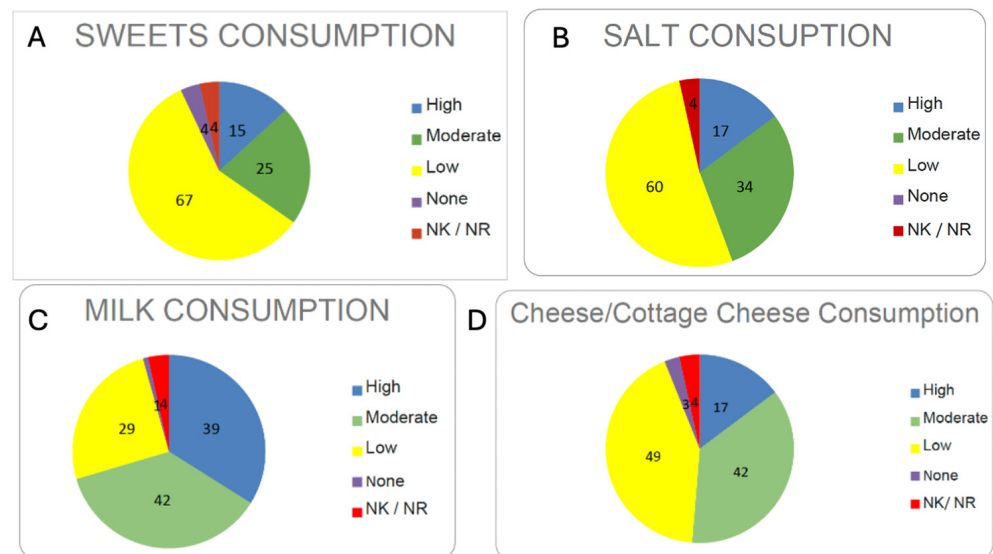 A SWEETS CONSUMPTION
4 4 15
25
67
High
Moderate
Low
None
NK / NR
B SALT CONSUPTION
4
17
60 34
High
Moderate
Low
None
NK / NR
C MILK CONSUMPTION
1 4
29 39
42
High
Moderate
Low
None
NK / NR
D Cheese/Cottage Cheese Consumption
3 4 17
49 42
High
Moderate
Low
None
NK/ NR